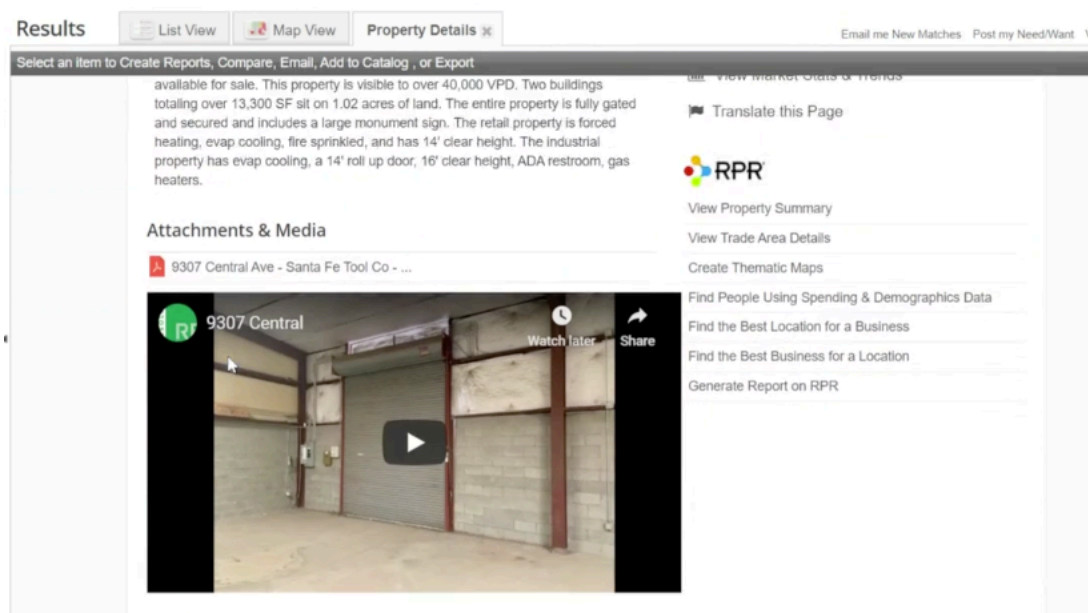 Results
List View
Map View
Property Details
Email me New Matches Post my Need/Want
Select an item to Create Reports, Compare, Email, Add to Catalog , or Export
available for sale. This property is visible to over 40,000 VPD. Two buildings
totaling over 13,300 SF sit on 1.02 acres of land. The entire property is fully gated
and secured and includes a large monument sign. The retail property is forced
heating, evap cooling, fire sprinkled, and has 14' clear height. The industrial
property has evap cooling, a 14' roll up door, 16' clear height, ADA restroom, gas
heaters.
Attachments & Media
9307 Central Ave - Santa Fe Tool Co - ...
9307 Central
Watch later
Share
View Market Stats & Trends
Translate this Page
RPR
View Property Summary
View Trade Area Details
Create Thematic Maps
Find People Using Spending & Demographics Data
Find the Best Location for a Business
Find the Best Business for a Location
Generate Report on RPR